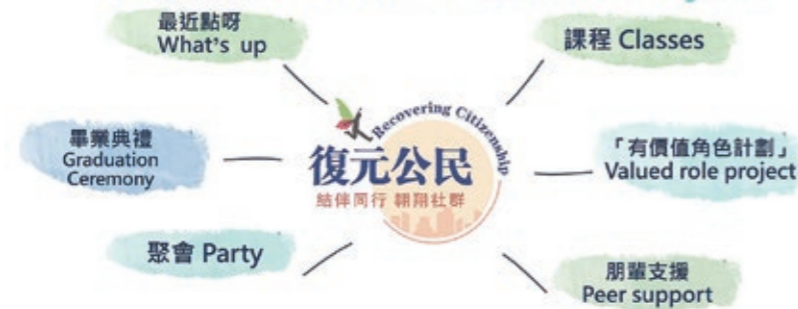 最近點呀
What's up
課程 Classes
畢業典禮
Graduation
Ceremony
Recovering Citizenship
復元公民
結伴同行 翱翔社群
「有價值角色計劃」
Valued role project
聚會 Party
朋輩支援
Peer support